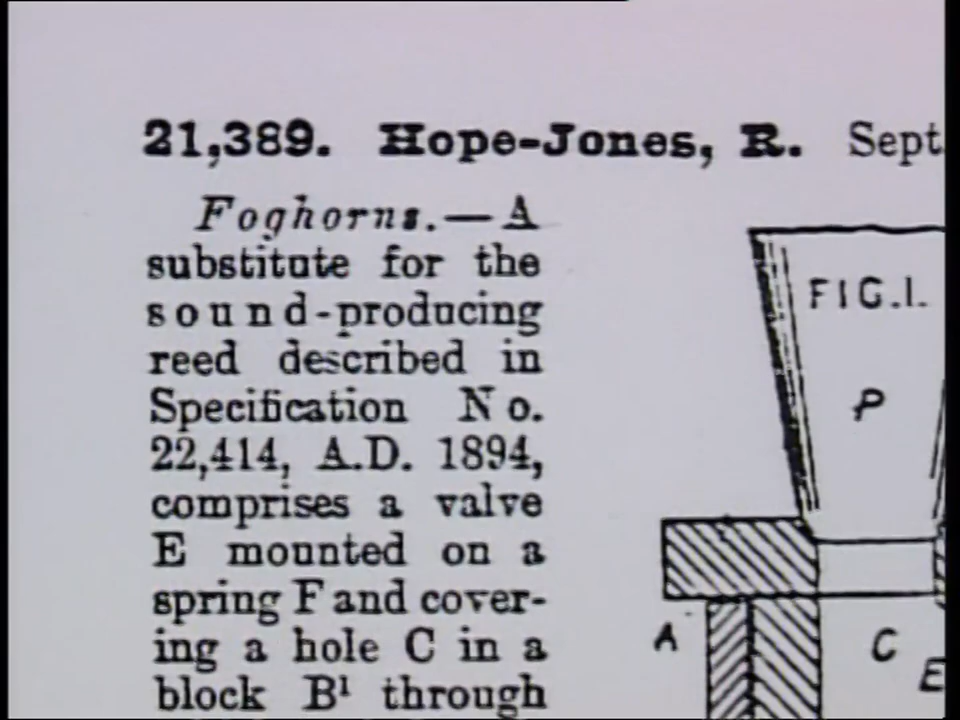 21,389. Hope-Jones, R. Sept.
Foghorns.—A
substitute for the
sound-producing
reed described in
Specification No.
22,414, A.D. 1894,
comprises a valve
E mounted on a
spring F and cover-
ing a hole C in a
block B¹ through
FIG.1.
P
A
C
E